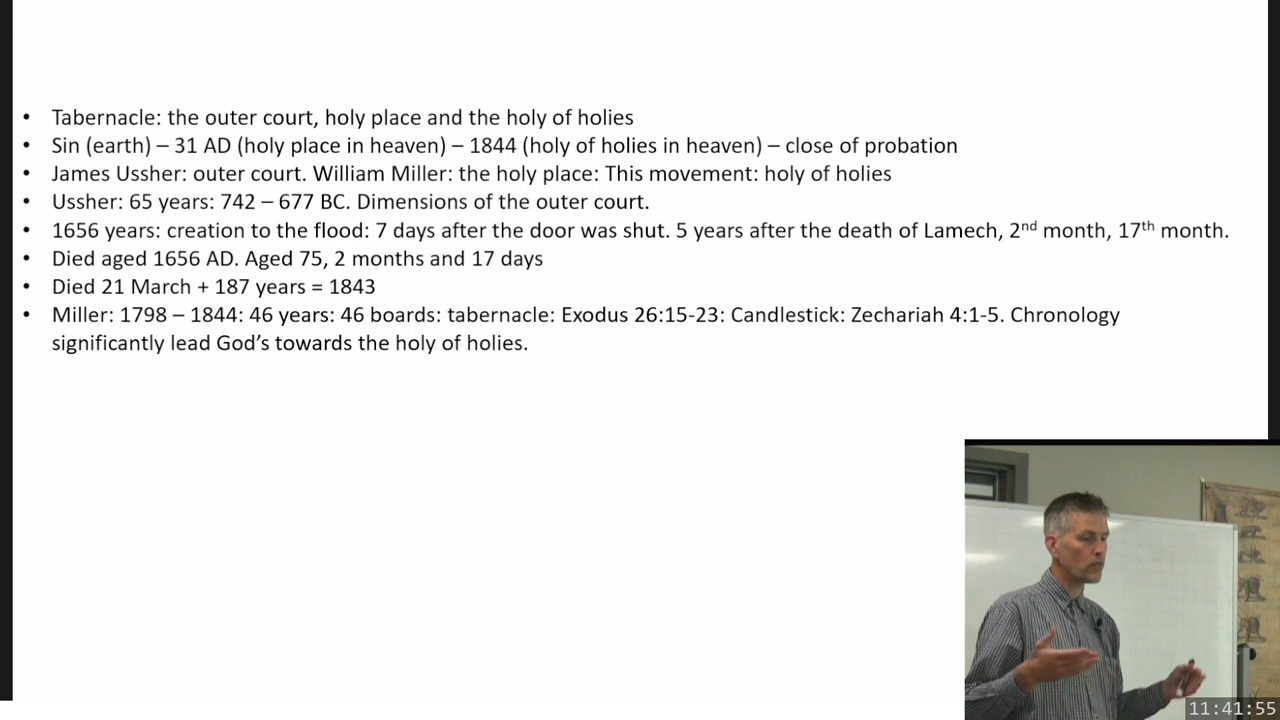 • Tabernacle: the outer court, holy place and the holy of holies
• Sin (earth) – 31 AD (holy place in heaven) – 1844 (holy of holies in heaven) – close of probation
• James Ussher: outer court. William Miller: the holy place: This movement: holy of holies
• Ussher: 65 years: 742 – 677 BC. Dimensions of the outer court.
• 1656 years: creation to the flood: 7 days after the door was shut. 5 years after the death of Lamech, 2nd month, 17th month.
• Died aged 1656 AD. Aged 75, 2 months and 17 days
• Died 21 March + 187 years = 1843
• Miller: 1798 – 1844: 46 years: 46 boards: tabernacle: Exodus 26:15-23: Candlestick: Zechariah 4:1-5. Chronology
significantly lead God’s towards the holy of holies.
11:41:55